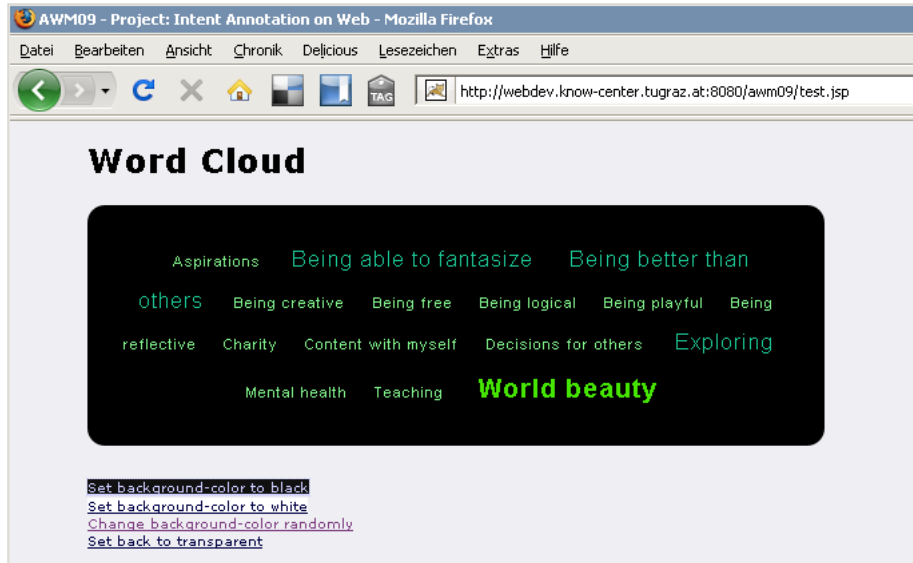 AWM09 - Project: Intent Annotation on Web - Mozilla Firefox
Datei Bearbeiten Ansicht Chronik Delicious Lesezeichen Extras Hilfe
TAG http://webdev.know-center.tugraz.at:8080/awm09/test.jsp
Word Cloud
Aspirations Being able to fantasize Being better than
others Being creative Being free Being logical Being playful Being
reflective Charity Content with myself Decisions for others Exploring
Mental health Teaching World beauty
Set background-color to black
Set background-color to white
Change background-color randomly
Set back to transparent